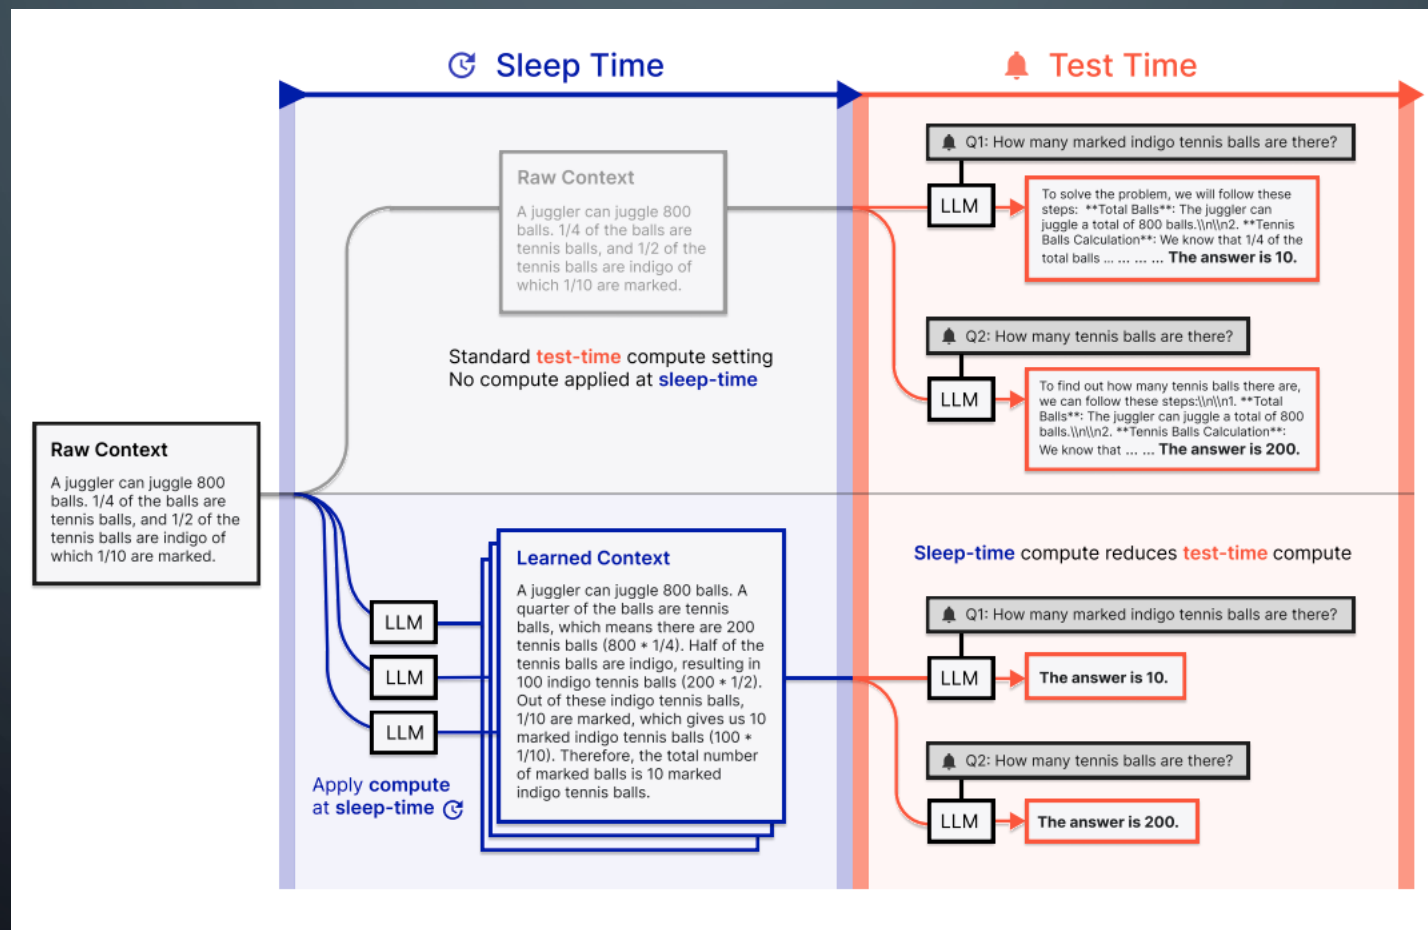 Sleep Time
Test Time
Raw Context
A juggler can juggle 800
balls. 1/4 of the balls are
tennis balls, and 1/2 of the
tennis balls are indigo of
which 1/10 are marked.
Raw Context
A juggler can juggle 800
balls. 1/4 of the balls are
tennis balls, and 1/2 of the
tennis balls are indigo of
which 1/10 are marked.
Standard test-time compute setting
No compute applied at sleep-time
Q1: How many marked indigo tennis balls are there?
LLM
To solve the problem, we will follow these
steps: **Total Balls**: The juggler can
juggle a total of 800 balls.\\n\\n2. **Tennis
Balls Calculation**: We know that 1/4 of the
total balls ... ... ... ... The answer is 10.
Q2: How many tennis balls are there?
LLM
To find out how many tennis balls there are,
we can follow these steps:\\n\\n1. **Total
Balls**: The juggler can juggle a total of 800
balls.\\n\\n2. **Tennis Balls Calculation**:
We know that ... ... The answer is 200.
LLM
LLM
LLM
Apply compute
at sleep-time
Learned Context
A juggler can juggle 800 balls. A
quarter of the balls are tennis
balls, which means there are 200
tennis balls (800 * 1/4). Half of the
tennis balls are indigo, resulting in
100 indigo tennis balls (200 * 1/2).
Out of these indigo tennis balls,
1/10 are marked, which gives us 10
marked indigo tennis balls (100 *
1/10). Therefore, the total number
of marked balls is 10 marked
indigo tennis balls.
Sleep-time compute reduces test-time compute
Q1: How many marked indigo tennis balls are there?
LLM
The answer is 10.
Q2: How many tennis balls are there?
LLM
The answer is 200.